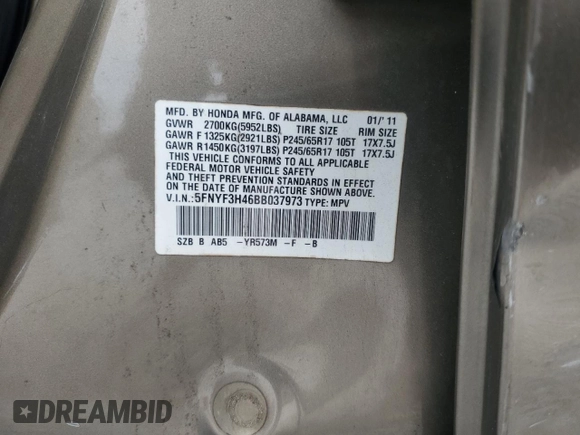 MFD. BY HONDA MFG. OF ALABAMA, LLC 01/'11
GVWR 2700KG(5952LBS) TIRE SIZE RIM SIZE
GAWR F 1325KG(2921LBS) P245/65R17 105T 17X7.5J
GAWR R 1450KG(3197LBS) P245/65R17 105T 17X7.5J
THIS VEHICLE CONFORMS TO ALL APPLICABLE
FEDERAL MOTOR VEHICLE SAFETY
AND THEFT PREVENTION STANDARDS IN EFFECT
ON THE DATE OF MANUFACTURE SHOWN ABOVE.
V.I.N.:5FNYF3H46BB037973 TYPE: MPV
SZB B AB5 -YR573M -F -B
DREAMBID